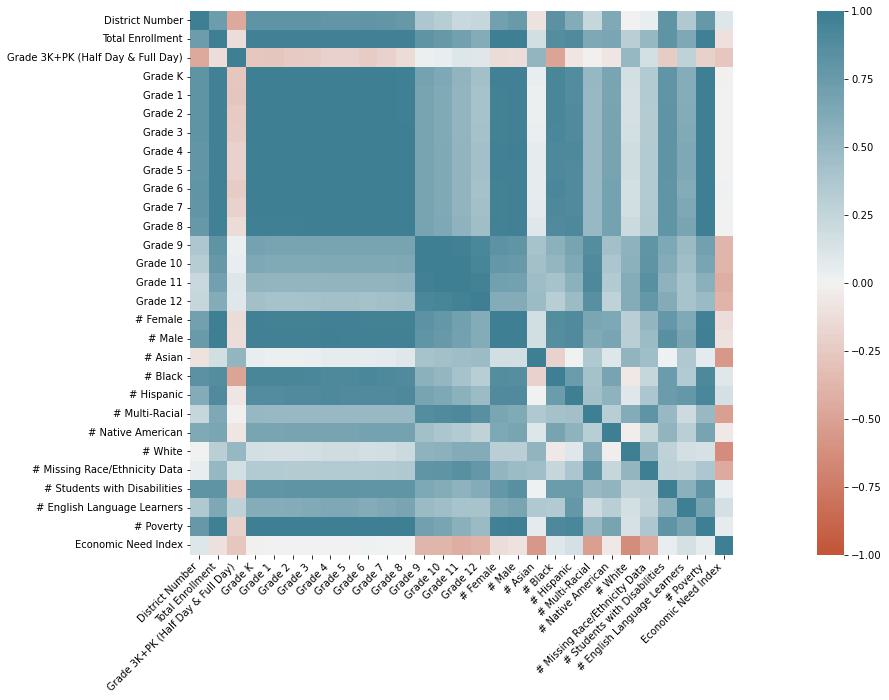 District Number
Total Enrollment
Grade 3K+PK (Half Day & Full Day)
Grade K
Grade 1
Grade 2
Grade 3
Grade 4
Grade 5
Grade 6
Grade 7
Grade 8
Grade 9
Grade 10
Grade 11
Grade 12
# Female
# Male
# Asian
# Black
# Hispanic
# Multi-Racial
# Native American
# White
# Missing Race/Ethnicity Data
# Students with Disabilities
# English Language Learners
# Poverty
Economic Need Index
District Number
Total Enrollment
Grade 3K+PK (Half Day & Full Day)
Grade K
Grade 1
Grade 2
Grade 3
Grade 4
Grade 5
Grade 6
Grade 7
Grade 8
Grade 9
Grade 10
Grade 11
Grade 12
# Female
# Male
# Asian
# Black
# Hispanic
# Multi-Racial
# Native American
# White
# Missing Race/Ethnicity Data
# Students with Disabilities
# English Language Learners
# Poverty
Economic Need Index
1.00
0.75
0.50
0.25
0.00
−0.25
−0.50
−0.75
−1.00